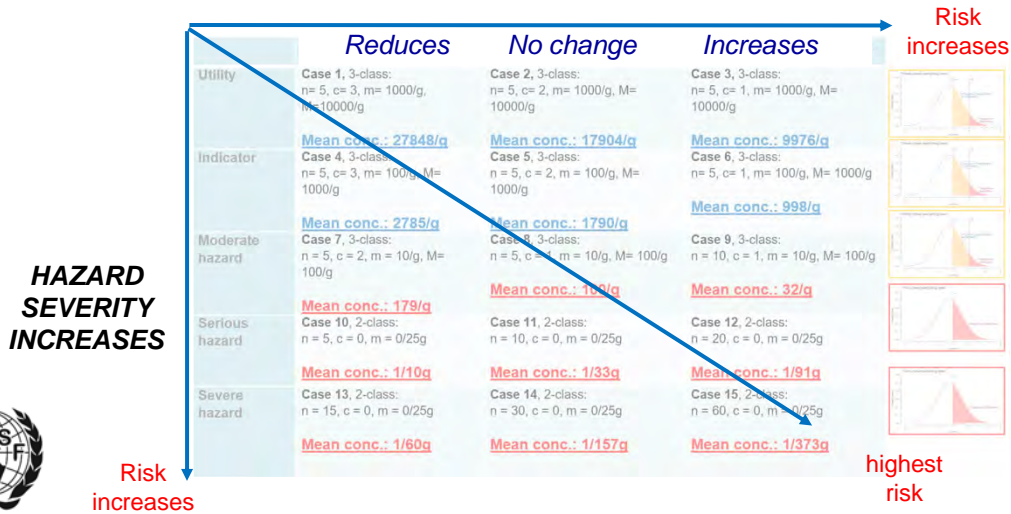 Risk
increases
Reduces No change Increases
Utility
Case 1, 3-class:
n= 5, c= 3, m= 1000/g,
M=10000/g
Mean conc.: 27848/g
Case 2, 3-class:
n= 5, c= 2, m= 1000/g, M=
10000/g
Mean conc.: 17904/g
Case 3, 3-class:
n= 5, c= 1, m= 1000/g, M=
10000/g
Mean conc.: 9976/g
Indicator
Case 4, 3-class:
n= 5, c= 3, m= 100/g, M=
1000/g
Mean conc.: 2785/g
Case 5, 3-class:
n = 5, c = 2, m = 100/g, M=
1000/g
Mean conc.: 1790/g
Case 6, 3-class:
n= 5, c= 1, m= 100/g, M= 1000/g
Mean conc.: 998/g
Moderate
hazard
Case 7, 3-class:
n = 5, c = 2, m = 10/g, M=
100/g
Mean conc.: 179/g
Case 8, 3-class:
n = 5, c = 1, m = 10/g, M= 100/g
Mean conc.: 100/g
Case 9, 3-class:
n = 10, c = 1, m = 10/g, M= 100/g
Mean conc.: 32/g
Serious
hazard
Case 10, 2-class:
n = 5, c = 0, m = 0/25g
Mean conc.: 1/10g
Case 11, 2-class:
n = 10, c = 0, m = 0/25g
Mean conc.: 1/33g
Case 12, 2-class:
n = 20, c = 0, m = 0/25g
Mean conc.: 1/91g
Severe
hazard
Case 13, 2-class:
n = 15, c = 0, m = 0/25g
Mean conc.: 1/60g
Case 14, 2-class:
n = 30, c = 0, m = 0/25g
Mean conc.: 1/157g
Case 15, 2-class:
n = 60, c = 0, m = 0/25g
Mean conc.: 1/373g
HAZARD
SEVERITY
INCREASES
Risk
increases
highest
risk